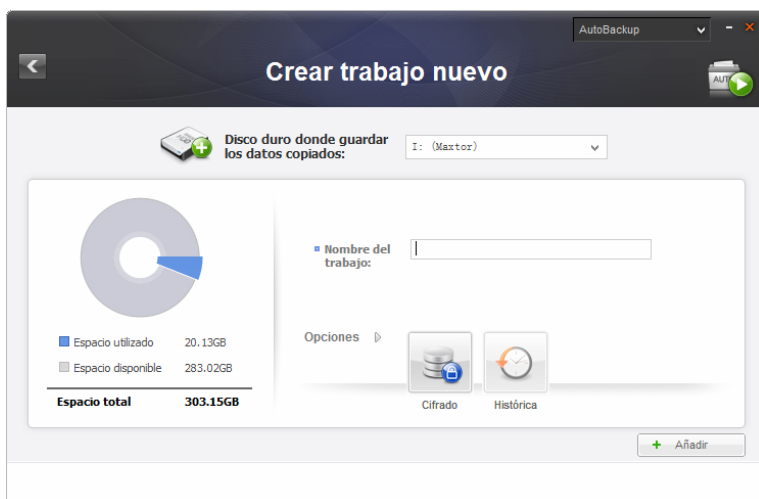 AutoBackup
Crear trabajo nuevo
AUTO
Disco duro donde guardar
los datos copiados:
I: (Maxtor)
Nombre del
trabajo:
Espacio utilizado 20.13GB
Espacio disponible 283.02GB
Espacio total 303.15GB
Opciones
Cifrado
Histórica
+ Añadir